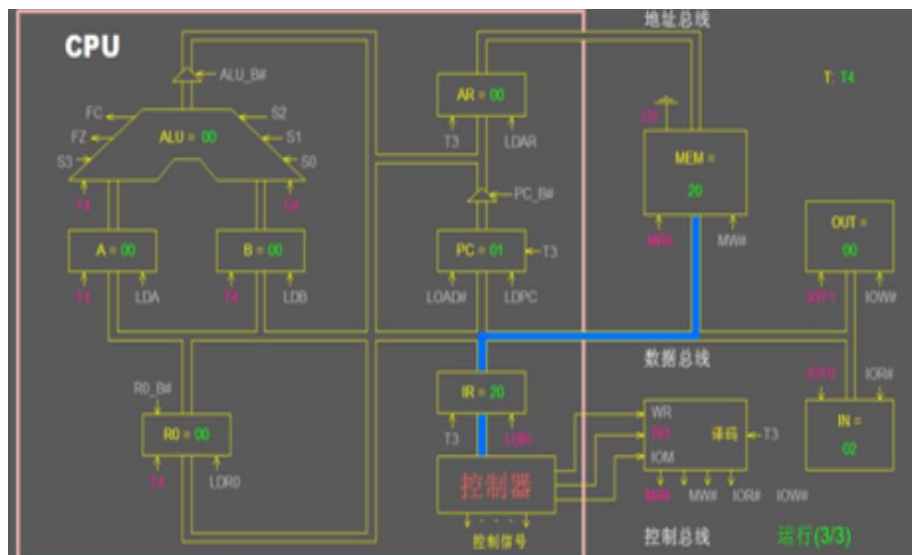 地址总线
CPU
ALU_B#
T: T4
AR = 00
FC
S2
CS
FZ
ALU = 00
S1
T3
LDAR
MEM =
S3
S0
20
PC_B#
OUT =
T4
A = 00
B = 00
PC = 01
T3
MW#
00
T4
LDA
T4
LDB
LOAD#
LDPC
IOW#
数据总线
R0_B#
IR = 20
IOR#
WR
R0 = 00
T3
译码
T3
IN =
IOM
02
T4
LDR0
控制器
MW#
IOR#
IOW#
控制信号
控制总线
运行(3/3)